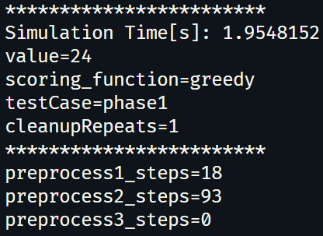 ************************
Simulation Time[s]: 1.9548152
value=24
scoring_function=greedy
testCase=phase1
cleanupRepeats=1
************************
preprocess1_steps=18
preprocess2_steps=93
preprocess3_steps=0